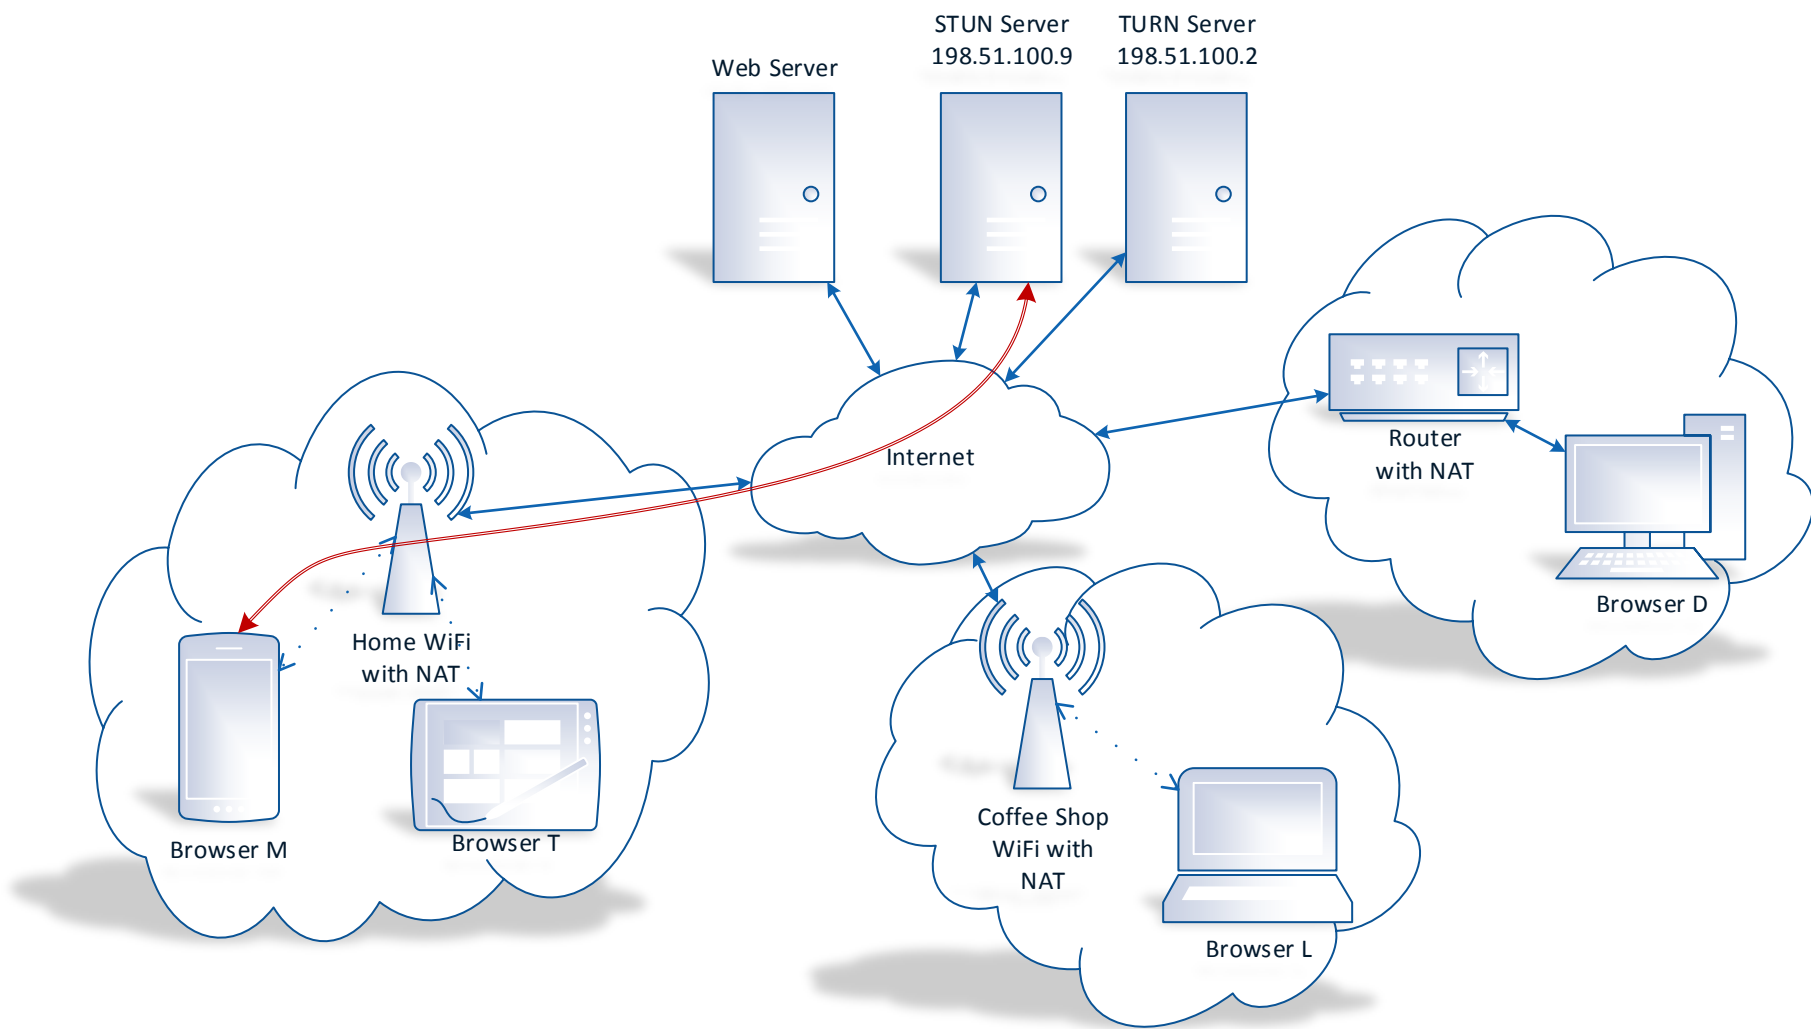 STUN Server
198.51.100.9
TURN Server
198.51.100.2
Web Server
Internet
Router
with NAT
Browser D
Home WiFi
with NAT
Browser M
Browser T
Coffee Shop
WiFi with
NAT
Browser L